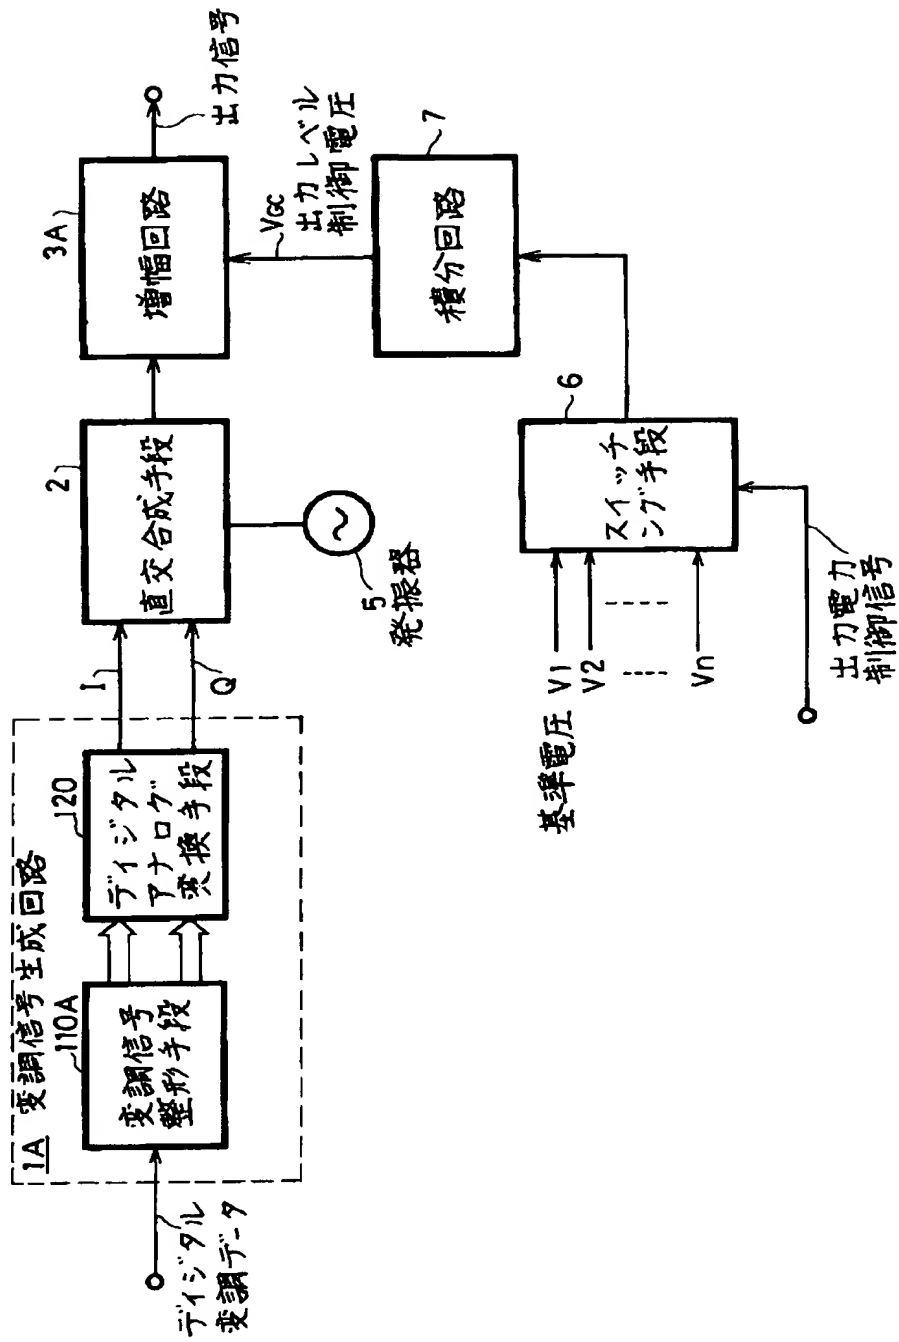 1A 変調信号生成回路
110A
変調信号
整形手段
120
ディジタル
アナログ
変換手段
ディジタル
変調データ
I
Q
2
直交合成手段
5
発振器
3A
増幅回路
出力信号
VGC
出力レベル
制御電圧
7
積分回路
6
スイッチ
ング手段
基準電圧 V1
V2
Vn
出力電力
制御信号